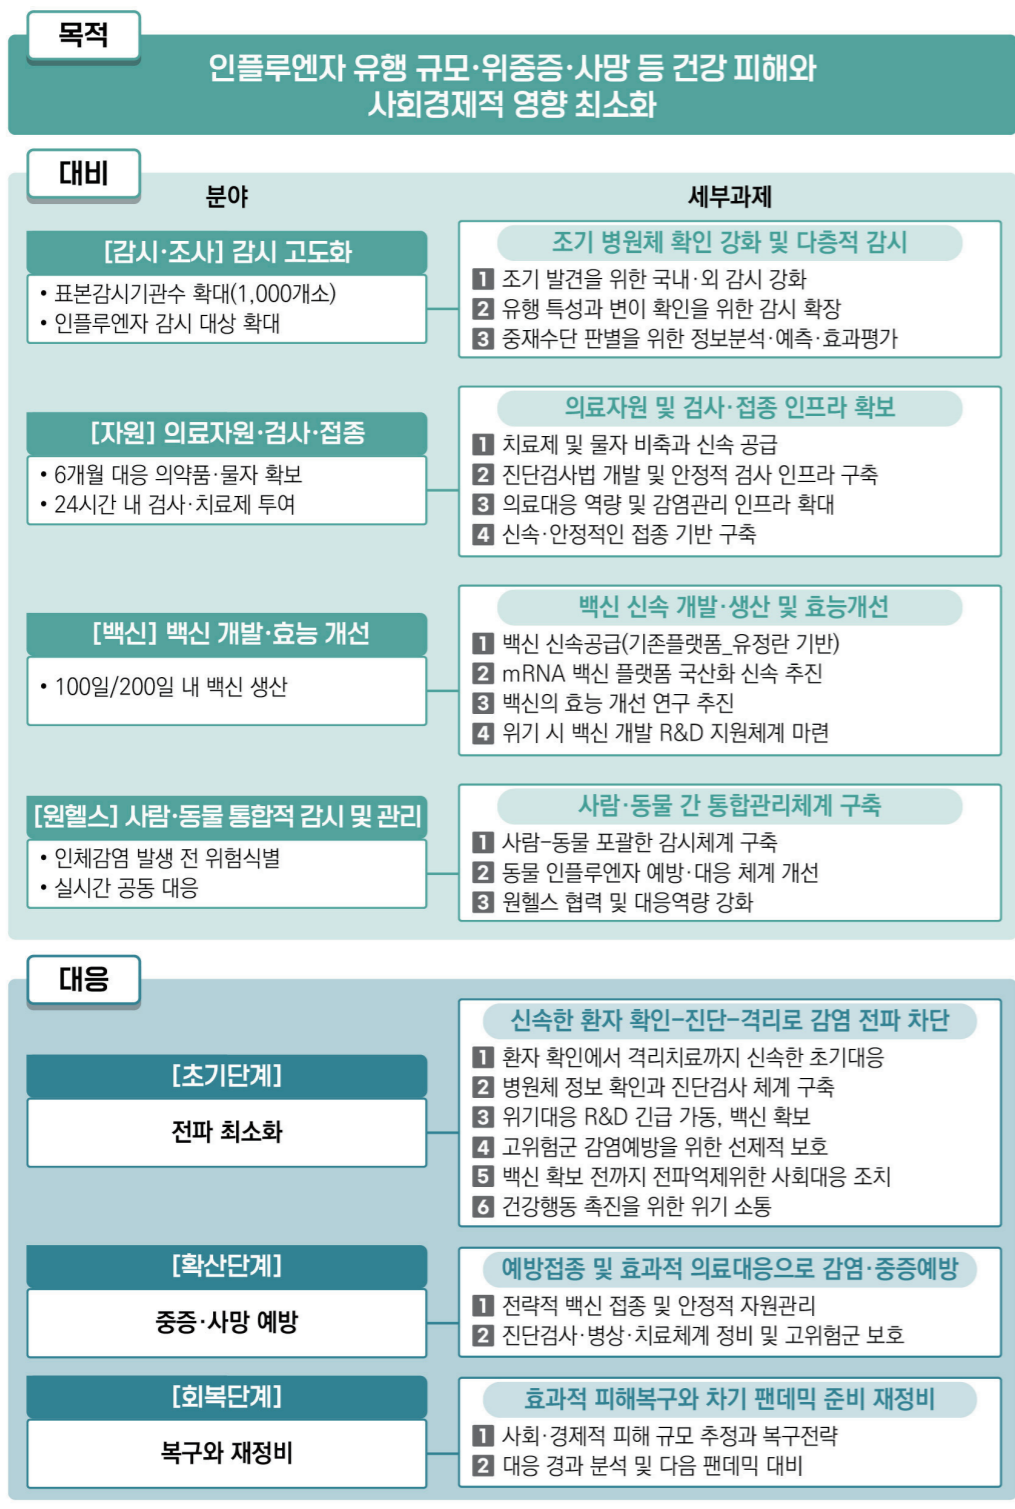 목적
인플루엔자 유행 규모·위중증·사망 등 건강 피해와
사회경제적 영향 최소화
대비
분야
세부과제
[감시·조사] 감시 고도화
• 표본감시기관수 확대(1,000개소)
• 인플루엔자 감시 대상 확대
조기 병원체 확인 강화 및 다층적 감시
1 조기 발견을 위한 국내·외 감시 강화
2 유행 특성과 변이 확인을 위한 감시 확장
3 중재수단 판별을 위한 정보분석·예측·효과평가
[자원] 의료자원·검사·접종
• 6개월 대응 의약품·물자 확보
• 24시간 내 검사·치료제 투여
의료자원 및 검사·접종 인프라 확보
1 치료제 및 물자 비축과 신속 공급
2 진단검사법 개발 및 안정적 검사 인프라 구축
3 의료대응 역량 및 감염관리 인프라 확대
4 신속·안정적인 접종 기반 구축
[백신] 백신 개발·효능 개선
• 100일/200일 내 백신 생산
백신 신속 개발·생산 및 효능개선
1 백신 신속공급(기존플랫폼_유정란 기반)
2 mRNA 백신 플랫폼 국산화 신속 추진
3 백신의 효능 개선 연구 추진
4 위기 시 백신 개발 R&D 지원체계 마련
[원헬스] 사람·동물 통합적 감시 및 관리
• 인체감염 발생 전 위험식별
• 실시간 공동 대응
사람·동물 간 통합관리체계 구축
1 사람-동물 포괄한 감시체계 구축
2 동물 인플루엔자 예방·대응 체계 개선
3 원헬스 협력 및 대응역량 강화
대응
[초기단계]
전파 최소화
신속한 환자 확인-진단-격리로 감염 전파 차단
1 환자 확인에서 격리치료까지 신속한 초기대응
2 병원체 정보 확인과 진단검사 체계 구축
3 위기대응 R&D 긴급 가동, 백신 확보
4 고위험군 감염예방을 위한 선제적 보호
5 백신 확보 전까지 전파억제위한 사회대응 조치
6 건강행동 촉진을 위한 위기 소통
[확산단계]
중증·사망 예방
예방접종 및 효과적 의료대응으로 감염·중증예방
1 전략적 백신 접종 및 안정적 자원관리
2 진단검사·병상·치료체계 정비 및 고위험군 보호
[회복단계]
복구와 재정비
효과적 피해복구와 차기 팬데믹 준비 재정비
1 사회·경제적 피해 규모 추정과 복구전략
2 대응 경과 분석 및 다음 팬데믹 대비